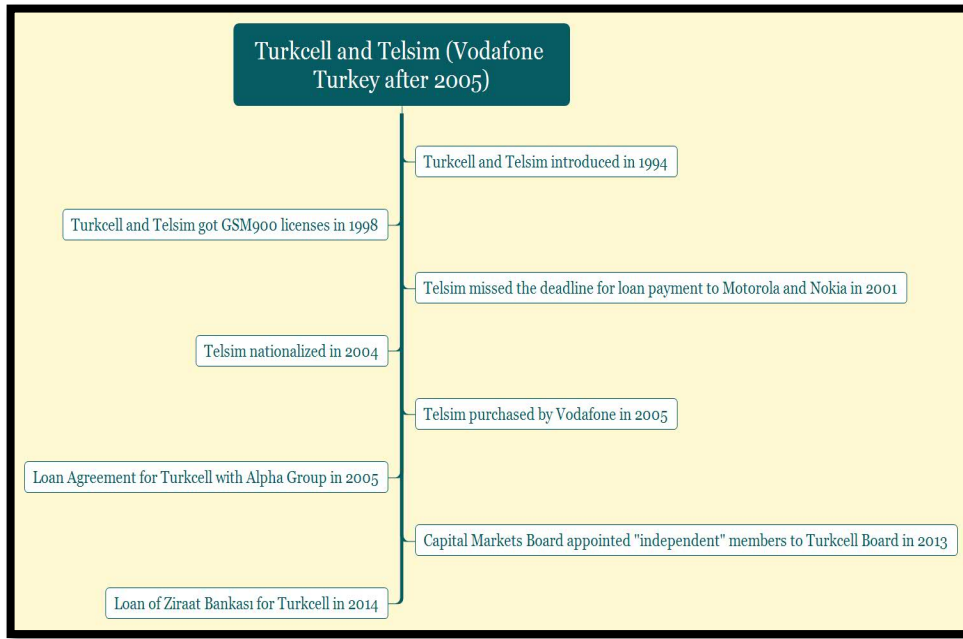 Turkcell and Telsim (Vodafone
Turkey after 2005)
Turkcell and Telsim introduced in 1994
Turkcell and Telsim got GSM900 licenses in 1998
Telsim missed the deadline for loan payment to Motorola and Nokia in 2001
Telsim nationalized in 2004
Telsim purchased by Vodafone in 2005
Loan Agreement for Turkcell with Alpha Group in 2005
Capital Markets Board appointed "independent" members to Turkcell Board in 2013
Loan of Ziraat Bankası for Turkcell in 2014